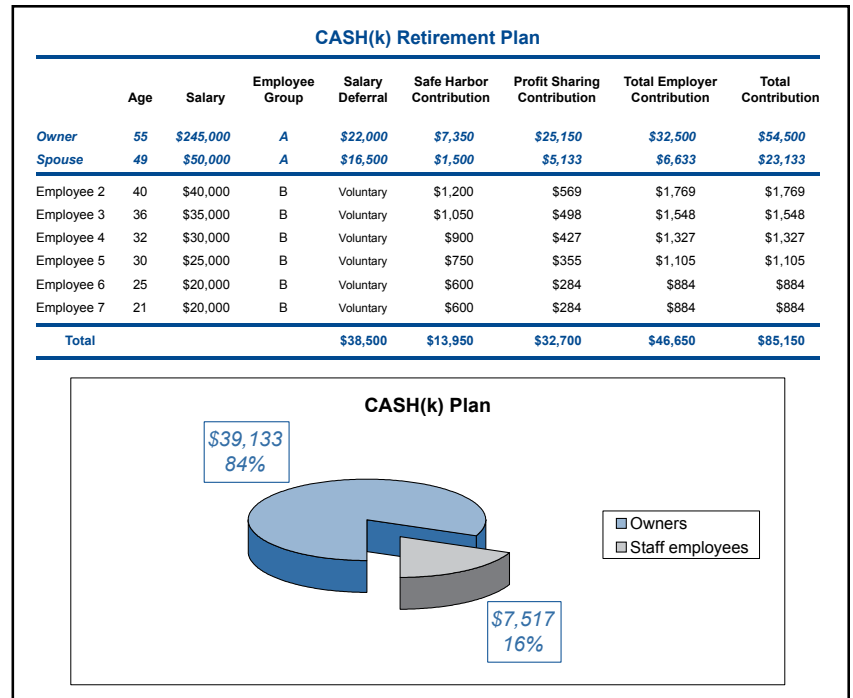 CASH(k) Retirement Plan
Employee Salary Safe Harbor Profit Sharing Total Employer Total
Age Salary Group Deferral Contribution Contribution Contribution Contribution
Owner 55 $245,000 A $22,000 $7,350 $25,150 $32,500 $54,500
Spouse 49 $50,000 A $16,500 $1,500 $5,133 $6,633 $23,133
Employee 2 40 $40,000 B Voluntary $1,200 $569 $1,769 $1,769
Employee 3 36 $35,000 B Voluntary $1,050 $498 $1,548 $1,548
Employee 4 32 $30,000 B Voluntary $900 $427 $1,327 $1,327
Employee 5 30 $25,000 B Voluntary $750 $355 $1,105 $1,105
Employee 6 25 $20,000 B Voluntary $600 $284 $884 $884
Employee 7 21 $20,000 B Voluntary $600 $284 $884 $884
Total $38,500 $13,950 $32,700 $46,650 $85,150
CASH(k) Plan
$39,133
84%
Owners
Staff employees
$7,517
16%